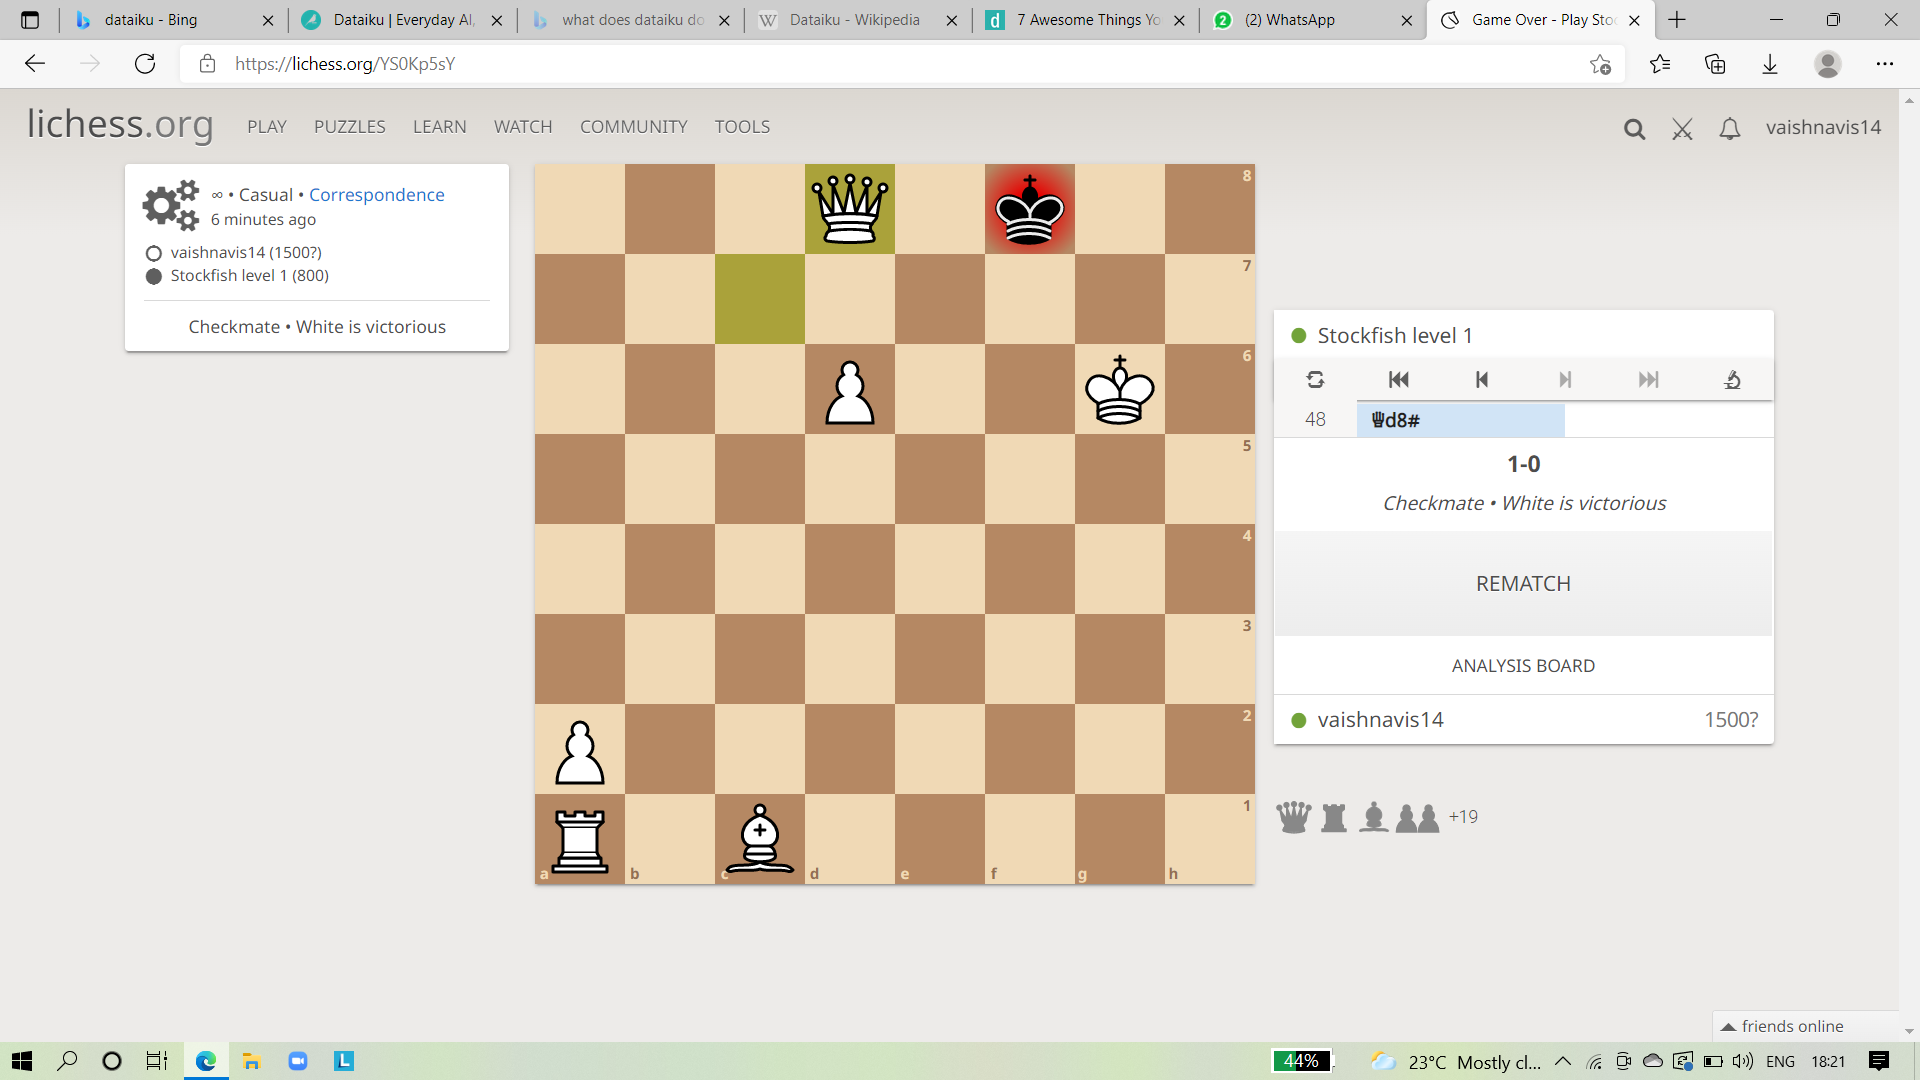 dataiku - Bing
Dataiku | Everyday AI,
what does dataiku do
Dataiku - Wikipedia
7 Awesome Things Yo
(2) WhatsApp
Game Over - Play Sto
https://lichess.org/YS0Kp5sY
lichess.org
PLAY
PUZZLES
LEARN
WATCH
COMMUNITY
TOOLS
vaishnavis14
∞ • Casual • Correspondence
6 minutes ago
vaishnavis14 (1500?)
Stockfish level 1 (800)
Checkmate • White is victorious
8
7
6
5
4
3
2
1
a
b
c
d
e
f
g
h
Stockfish level 1
48
♛d8#
1-0
Checkmate • White is victorious
REMATCH
ANALYSIS BOARD
vaishnavis14
1500?
+19
friends online
44%
23°C Mostly cl...
ENG
18:21